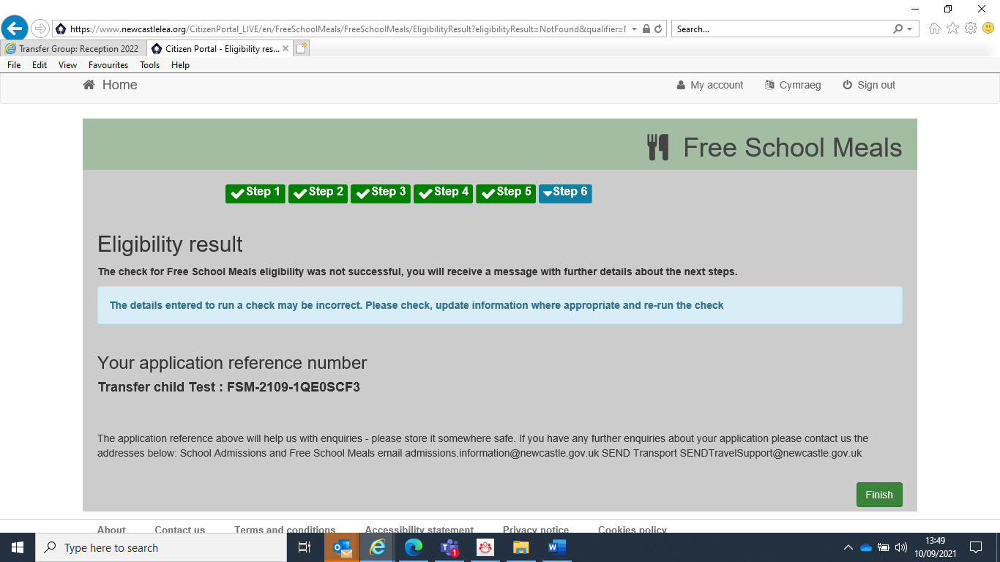 https://www.newcastlelea.org/CitizenPortal_LIVE/en/FreeSchoolMeals/FreeSchoolMeals/EligibilityResult?eligibilityResult=NotFound&qualifier=
Search...
Transfer Group: Reception 2022
Citizen Portal - Eligibility res...
File Edit View Favourites Tools Help
Home
My account Cymraeg Sign out
Free School Meals
Step 1 Step 2 Step 3 Step 4 Step 5 Step 6
Eligibility result
The check for Free School Meals eligibility was not successful, you will receive a message with further details about the next steps.
The details entered to run a check may be incorrect. Please check, update information where appropriate and re-run the check
Your application reference number
Transfer child Test : FSM-2109-1QE0SCF3
The application reference above will help us with enquiries - please store it somewhere safe. If you have any further enquiries about your application please contact us the
addresses below: School Admissions and Free School Meals email admissions.information@newcastle.gov.uk SEND Transport SENDTravelSupport@newcastle.gov.uk
Finish
About Contact us Terms and conditions Accessibility statement Privacy notice Cookies policy
Type here to search
1
13:49
10/09/2021